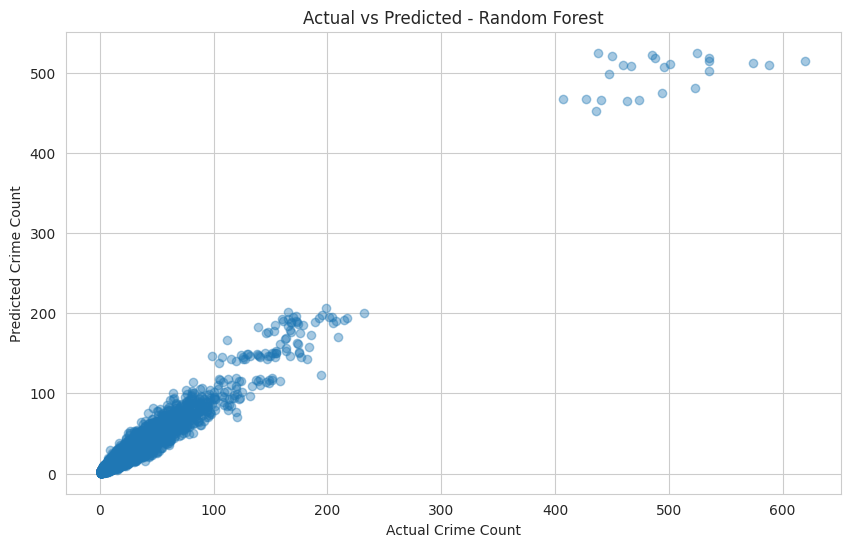 Actual vs Predicted - Random Forest
Predicted Crime Count
500
400
300
200
100
0
0 100 200 300 400 500 600
Actual Crime Count